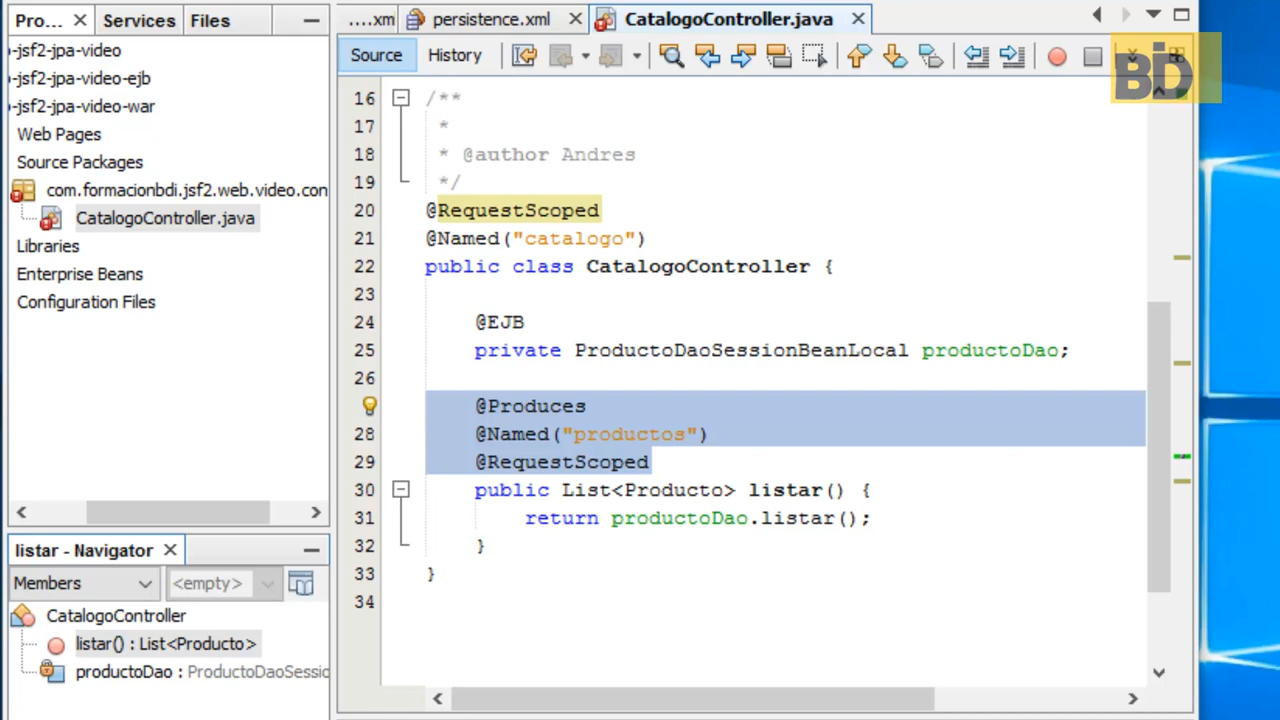 Pro... Services Files
-jsf2-jpa-video
-jsf2-jpa-video-ejb
-jsf2-jpa-video-war
Web Pages
Source Packages
com.formacionbdi.jsf2.web.video.con
CatalogoController.java
Libraries
Enterprise Beans
Configuration Files
listar - Navigator
Members <empty>
CatalogoController
listar() : List<Producto>
productoDao : ProductoDaoSessio
....xm persistence.xml CatalogoController.java
Source History
BDI
16 /**
17 *
18 * @author Andres
19 */
20 @RequestScoped
21 @Named("catalogo")
22 public class CatalogoController {
23
24 @EJB
25 private ProductoDaoSessionBeanLocal productoDao;
26
@Produces
28 @Named("productos")
29 @RequestScoped
30 public List<Producto> listar() {
31 return productoDao.listar();
32 }
33 }
34